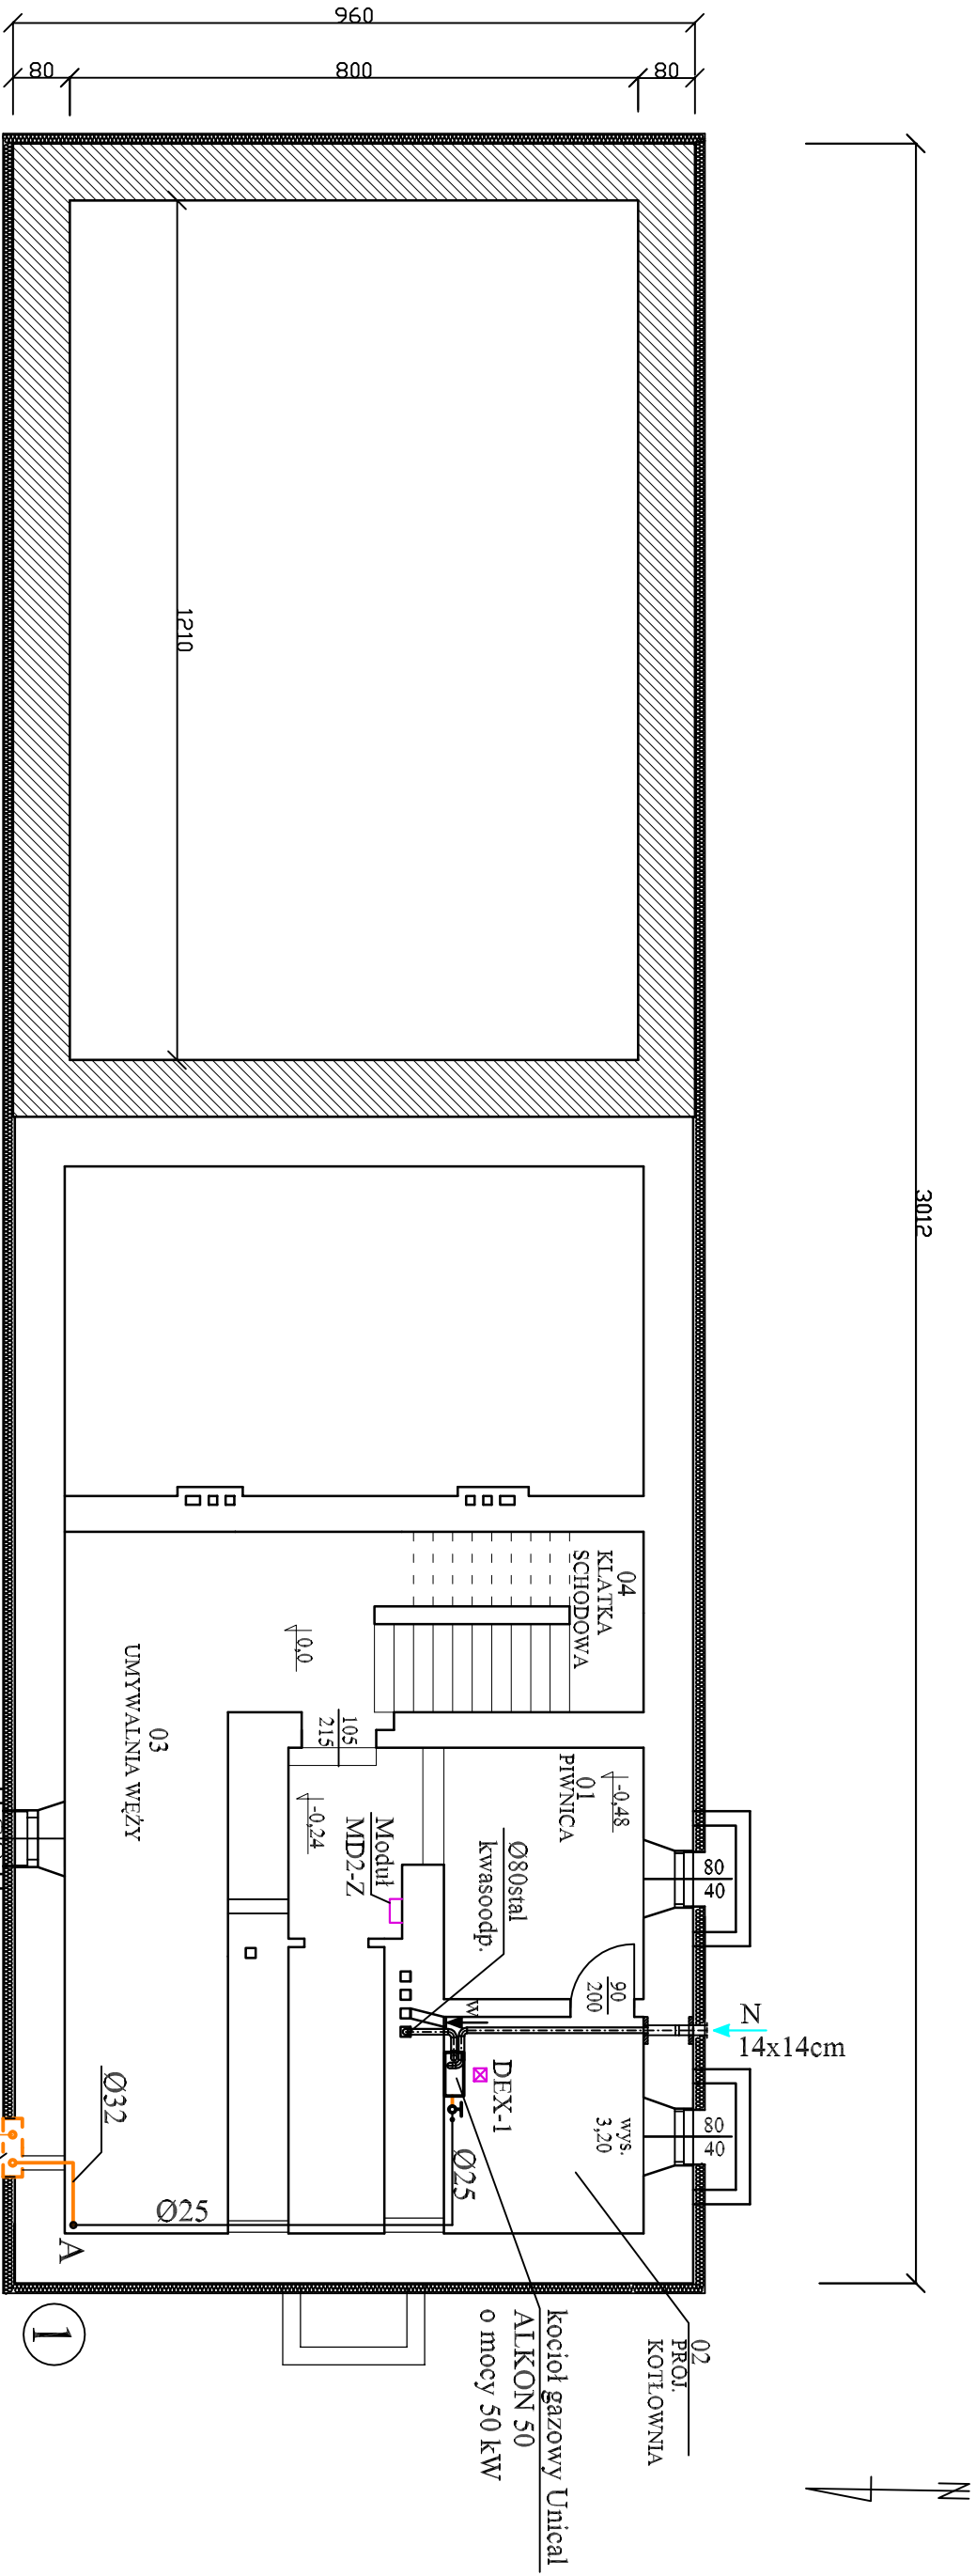 960
80
800
80
3012
1210
04
KLATKA
SCHODOWA
0,0
105
215
03
UMYWALNIA WĘŻY
-0,48
01
PIWNICA
-0,24
Moduł
MD2-Z
Ø80stal
kwasoodp.
80
40
90
200
N
14x14cm
w
DEX-1
wys.
3,20
80
40
Ø25
Ø32
Ø25
A
1
02
PROJ.
KOTŁOWNIA
kocioł gazowy Unical
ALKON 50
o mocy 50 kW
N